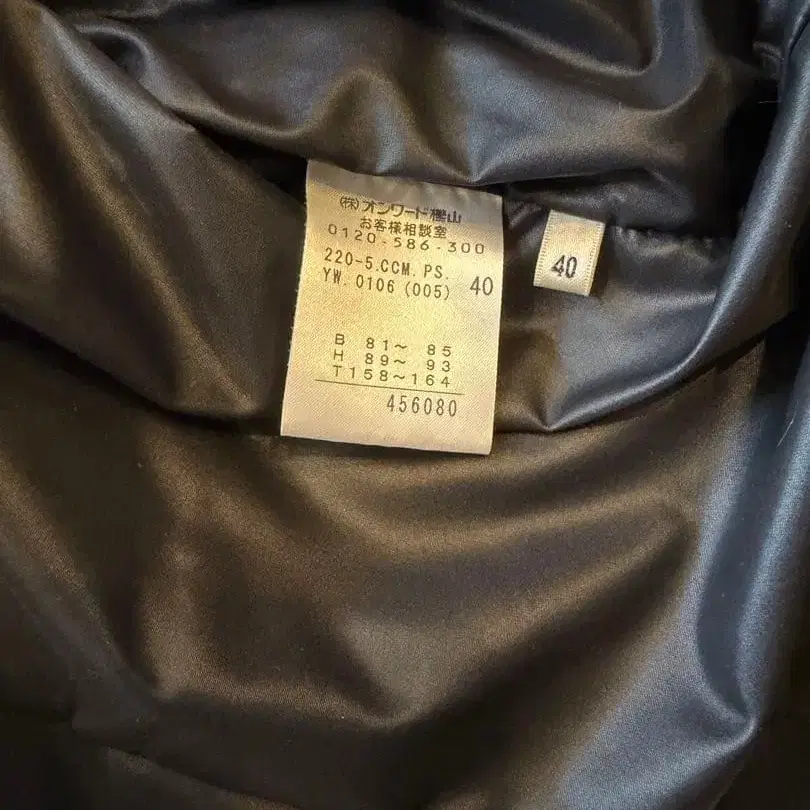 (株)オンワード樫山
お客様相談室
0120-586-300
220-5.CCM.PS. 40
YW.0106(005)
B 81～ 85
H 89～ 93
T158～164
456080
40